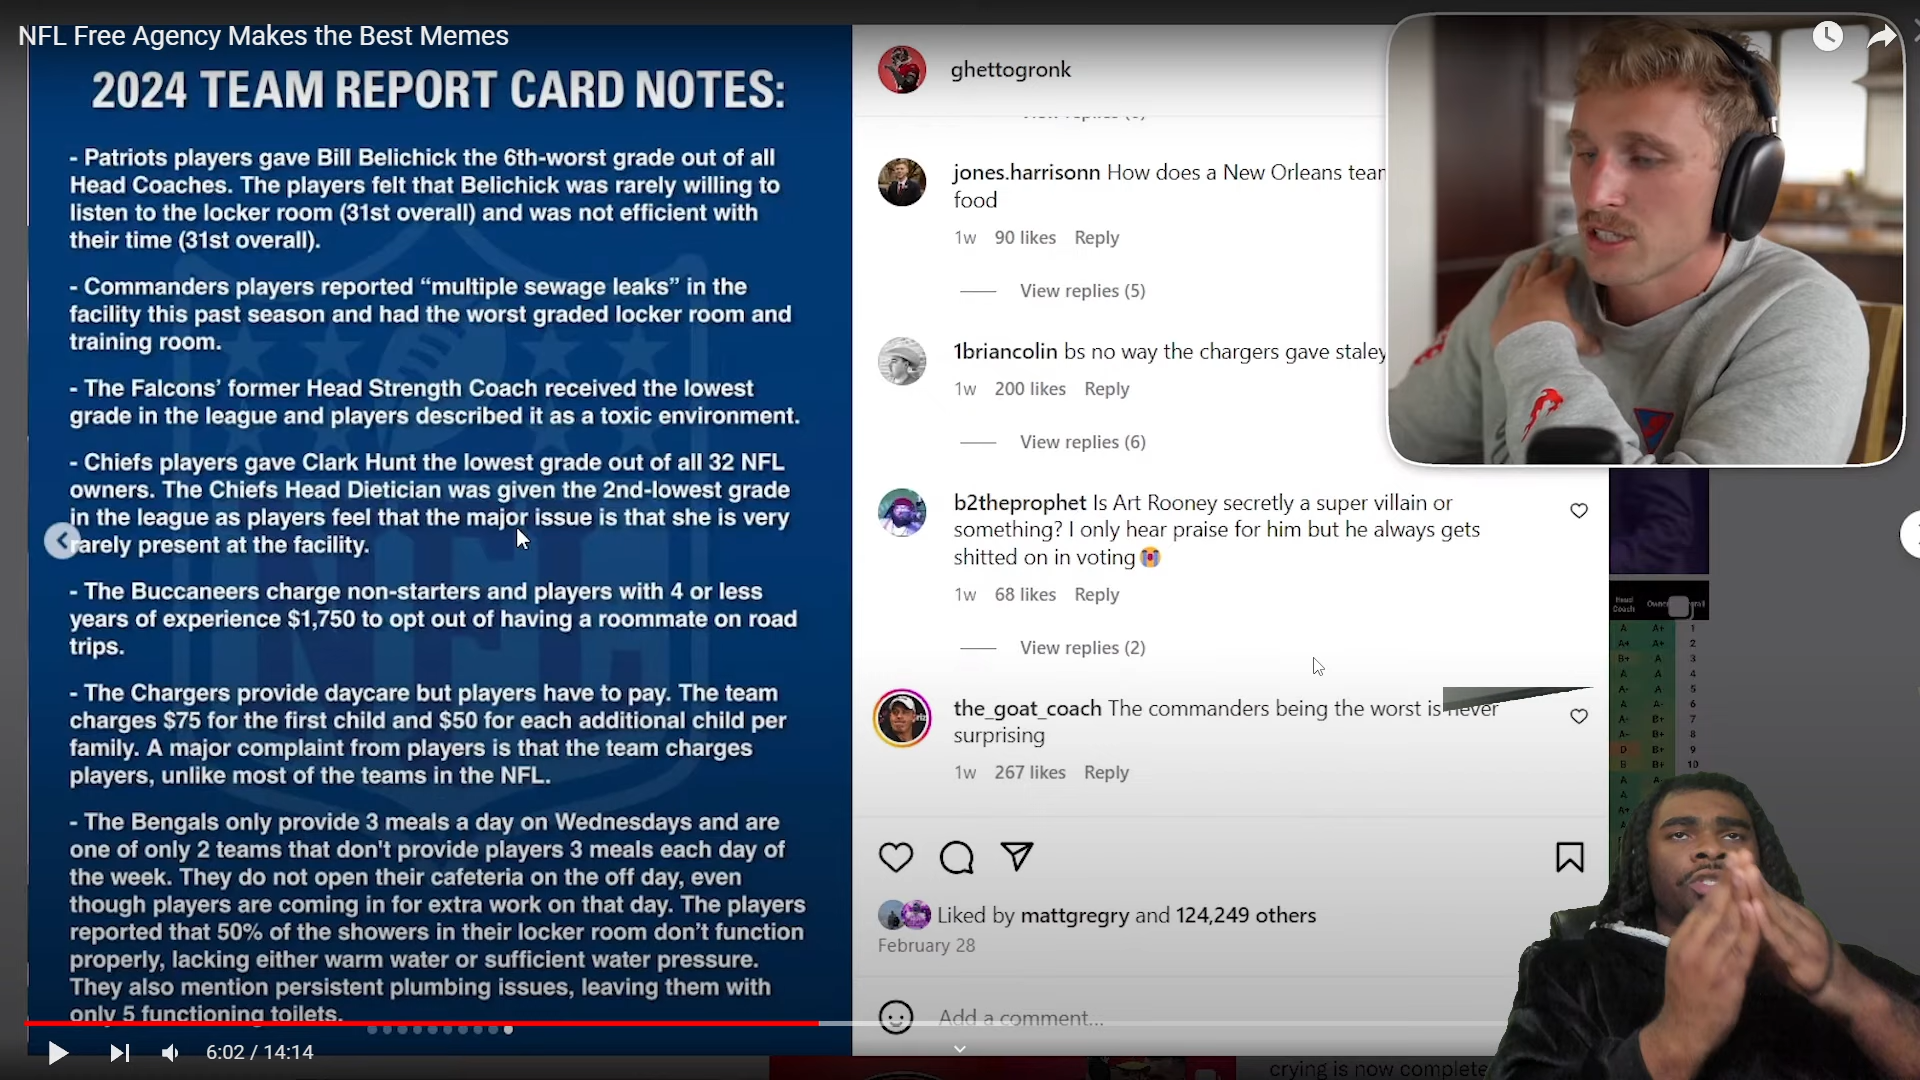 NFL Free Agency Makes the Best Memes
2024 TEAM REPORT CARD NOTES:
- Patriots players gave Bill Belichick the 6th-worst grade out of all
Head Coaches. The players felt that Belichick was rarely willing to
listen to the locker room (31st overall) and was not efficient with
their time (31st overall).
- Commanders players reported “multiple sewage leaks” in the
facility this past season and had the worst graded locker room and
training room.
- The Falcons’ former Head Strength Coach received the lowest
grade in the league and players described it as a toxic environment.
- Chiefs players gave Clark Hunt the lowest grade out of all 32 NFL
owners. The Chiefs Head Dietician was given the 2nd-lowest grade
in the league as players feel that the major issue is that she is very
rarely present at the facility.
- The Buccaneers charge non-starters and players with 4 or less
years of experience $1,750 to opt out of having a roommate on road
trips.
- The Chargers provide daycare but players have to pay. The team
charges $75 for the first child and $50 for each additional child per
family. A major complaint from players is that the team charges
players, unlike most of the teams in the NFL.
- The Bengals only provide 3 meals a day on Wednesdays and are
one of only 2 teams that don't provide players 3 meals each day of
the week. They do not open their cafeteria on the off day, even
though players are coming in for extra work on that day. The players
reported that 50% of the showers in their locker room don’t function
properly, lacking either warm water or sufficient water pressure.
They also mention persistent plumbing issues, leaving them with
only 5 functioning toilets.
NFL
6:02 / 14:14
ghettogronk
jones.harrisonn How does a New Orleans team
food
1w 90 likes Reply
View replies (5)
1briancolin bs no way the chargers gave staley
1w 200 likes Reply
View replies (6)
b2theprophet Is Art Rooney secretly a super villain or
something? I only hear praise for him but he always gets
shitted on in voting😭
1w 68 likes Reply
View replies (2)
the_goat_coach The commanders being the worst is never
surprising
1w 267 likes Reply
Liked by mattgregry and 124,249 others
February 28
Add a comment...
Head
Coach
A A+ 1
A+ A+ 2
B+ A 3
A A 4
A- A 5
A A 6
A+ B+ 7
A- B+ 8
D B+ 9
B B+ 10
crying is now complete